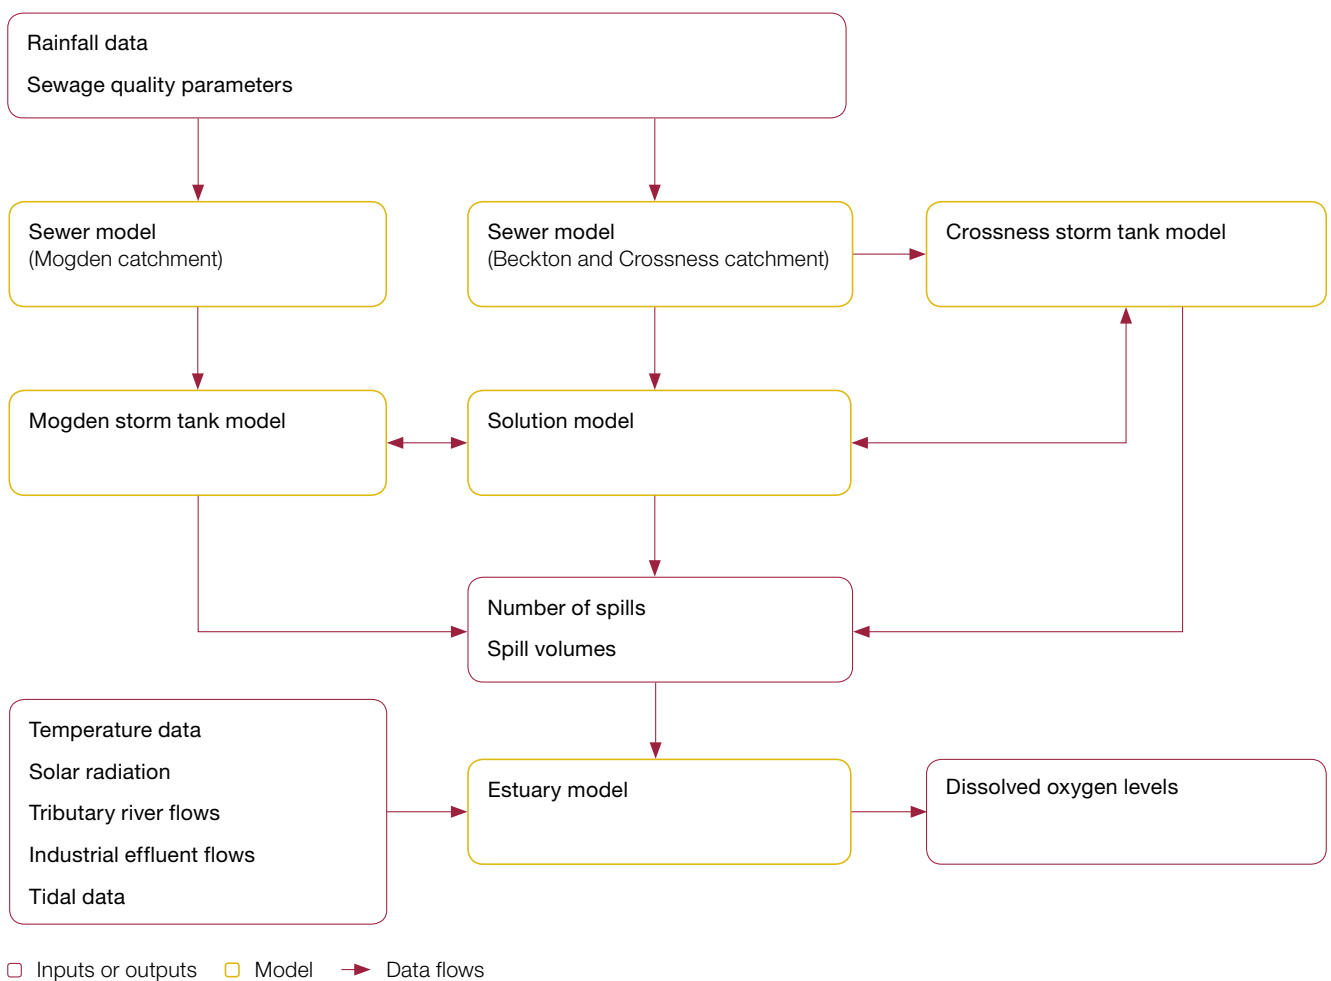 Rainfall data
Sewage quality parameters
Sewer model
(Mogden catchment)
Sewer model
(Beckton and Crossness catchment)
Crossness storm tank model
Mogden storm tank model
Solution model
Number of spills
Spill volumes
Temperature data
Solar radiation
Tributary river flows
Industrial effluent flows
Tidal data
Estuary model
Dissolved oxygen levels
Inputs or outputs
Model
Data flows